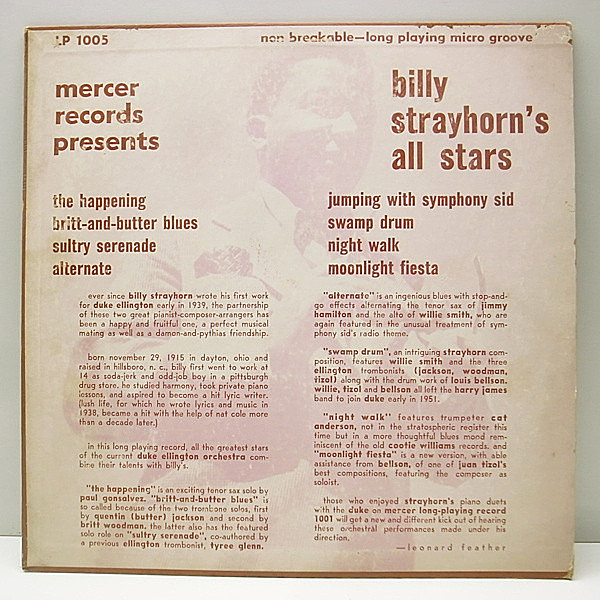 LP 1005
non breakable—long playing micro groove
mercer
records
presents
billy
strayhorn's
all stars
the happening
britt-and-butter blues
sultry serenade
alternate
jumping with symphony sid
swamp drum
night walk
moonlight fiesta
ever since billy strayhorn wrote his first work
for duke ellington early in 1939, the partnership
of these two great pianist-composer-arrangers has
been a happy and fruitful one, a perfect musical
mating as well as a damon-and-pythias friendship.
born november 29, 1915 in dayton, ohio and
raised in hillsboro, n. c., billy first went to work at
14 as soda-jerk and odd-job boy in a pittsburgh
drug store. he studied harmony, took private piano
lessons, and aspired to become a hit lyric writer.
(lush life, for which he wrote lyrics and music in
1938, became a hit with the help of nat cole more
than a decade later.)
in this long playing record, all the greatest stars
of the current duke ellington orchestra com-
bine their talents with billy's.
"the happening" is an exciting tenor sax solo by
paul gonsalvez. "britt-and-butter blues" is
so called because of the two trombone solos, first
by quentin (butter) jackson and second by
britt woodman. the latter also has the featured
solo role on "sultry serenade", co-authored by
a previous ellington trombonist, tyree glenn.
"alternate" is an ingenious blues with stop-and-
go effects alternating the tenor sax of jimmy
hamilton and the alto of willie smith, who are
again featured in the unusual treatment of sym-
phony sid's radio theme.
"swamp drum", an intriguing strayhorn com-
position, features willie smith and the three
ellington trombonists (jackson, woodman,
tizol) along with the drum work of louis bellson.
willie, tizol and bellson all left the harry james
band to join duke early in 1951.
"night walk" features trumpeter cat
anderson, not in the stratospheric register this
time but in a more thoughtful blues mood rem-
iniscent of the old cootie williams records. and
"moonlight fiesta" is a new version, with able
assistance from bellson, of one of juan tizol's
best compositions, featuring the composer as
soloist.
those who enjoyed strayhorn's piano duets
with the duke on mercer long-playing record
1001 will get a new and different kick out of hearing
these orchestral performances made under his
direction.
—leonard feather